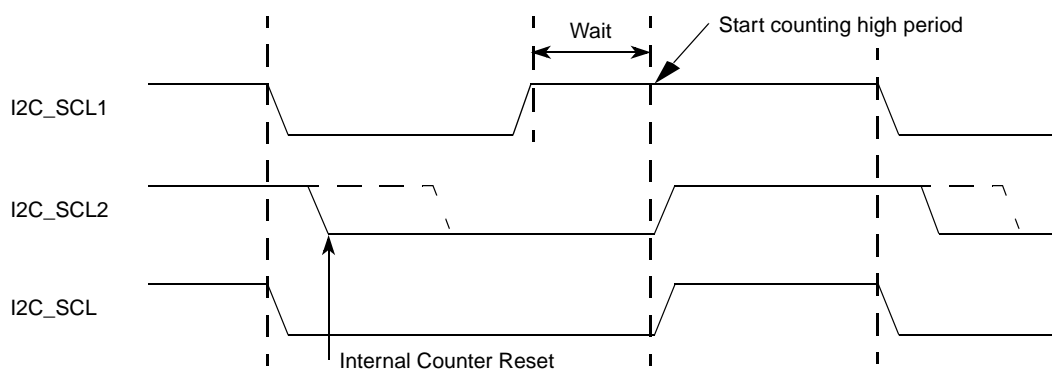 Wait
Start counting high period
I2C_SCL1
I2C_SCL2
I2C_SCL
Internal Counter Reset